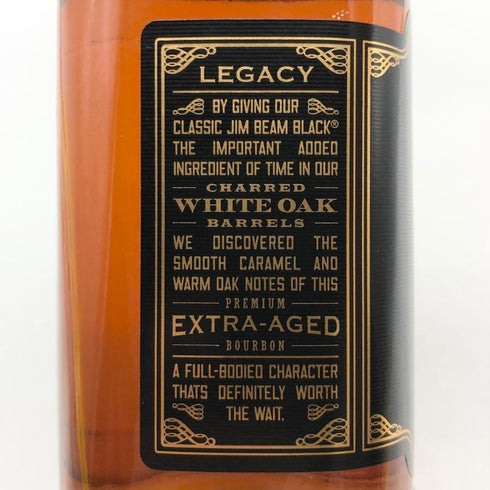 LEGACY
BY GIVING OUR
CLASSIC JIM BEAM BLACK®
THE IMPORTANT ADDED
INGREDIENT OF TIME IN OUR
CHARRED
WHITE OAK
BARRELS
WE DISCOVERED THE
SMOOTH CARAMEL AND
WARM OAK NOTES OF THIS
PREMIUM
EXTRA-AGED
BOURBON
A FULL-BODIED CHARACTER
THATS DEFINITELY WORTH
THE WAIT.